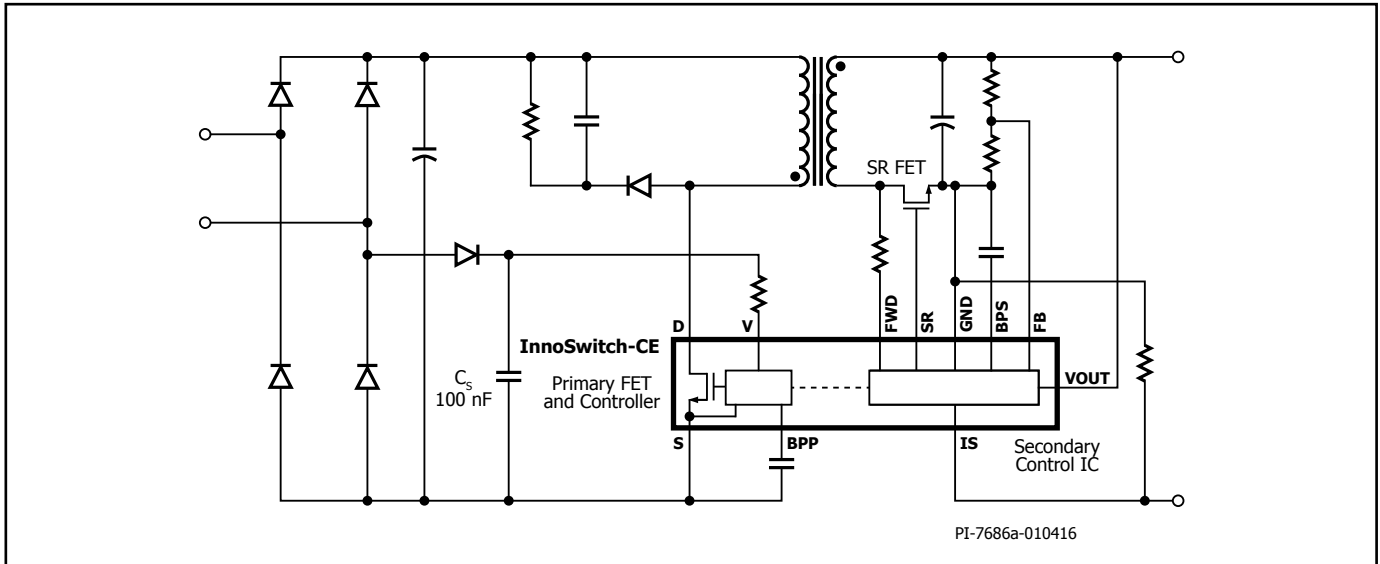 SR FET
FWD
SR
GND
BPS
FB
D
V
InnoSwitch-CE
VOUT
C_S
100 nF
Primary FET
and Controller
S
BPP
IS
Secondary
Control IC
PI-7686a-010416